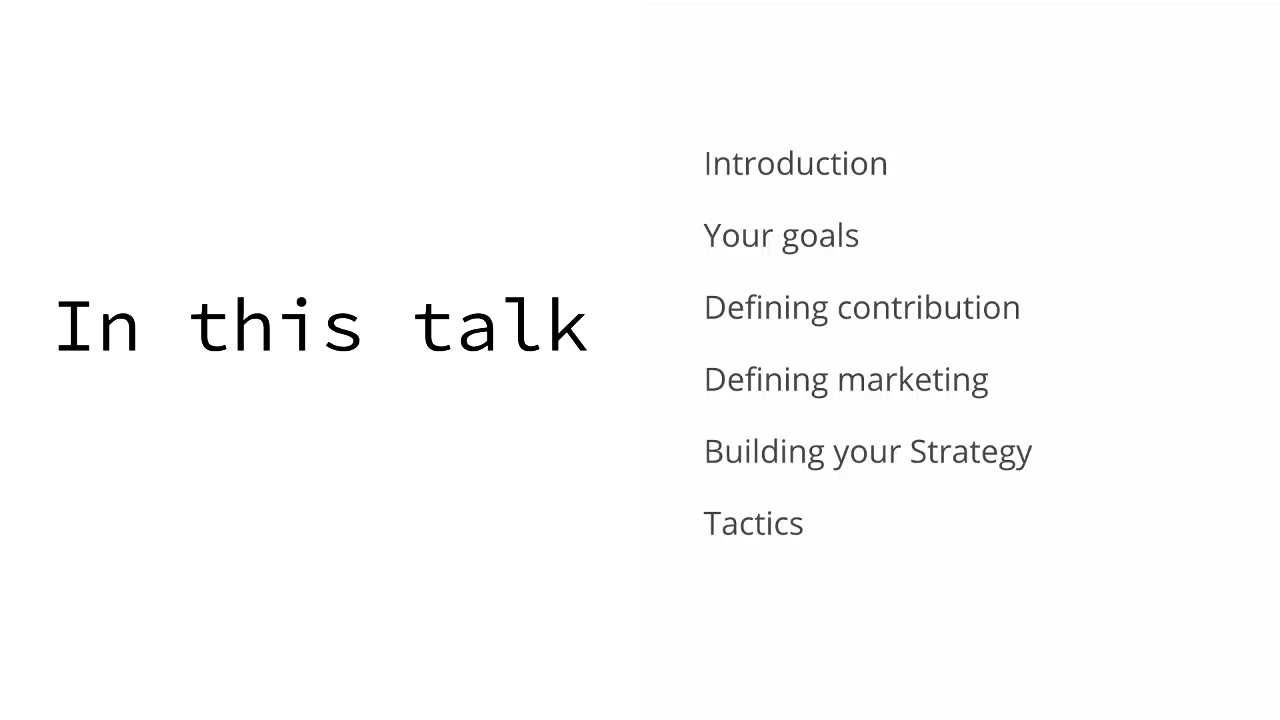 In this talk
Introduction
Your goals
Defining contribution
Defining marketing
Building your Strategy
Tactics